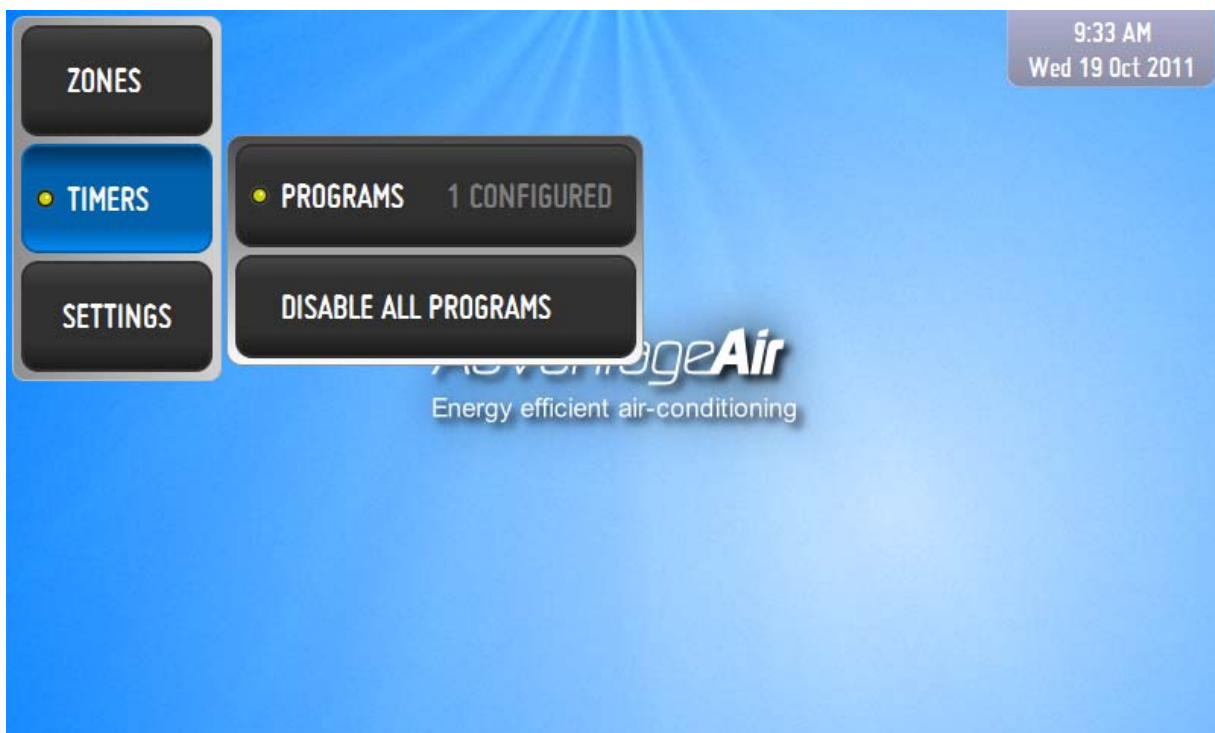 9:33 AM
Wed 19 Oct 2011
ZONES
TIMERS
PROGRAMS 1 CONFIGURED
DISABLE ALL PROGRAMS
SETTINGS
AdvantageAir
Energy efficient air-conditioning